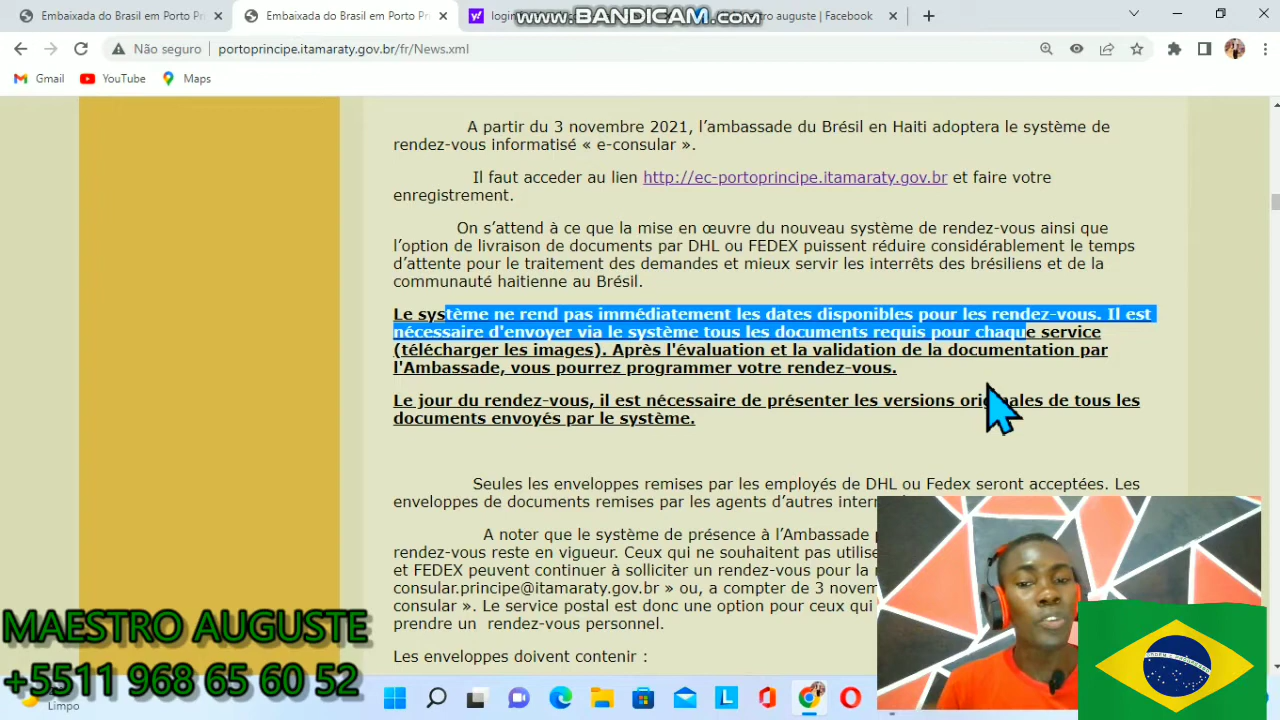 Embaixada do Brasil em Porto Pr
Embaixada do Brasil em Porto Pr
login
www.BANDICAM.com
auguste | Facebook
Não seguro
portoprincipe.itamaraty.gov.br/fr/News.xml
Gmail
YouTube
Maps
A partir du 3 novembre 2021, l’ambassade du Brésil en Haiti adoptera le système de
rendez-vous informatisé « e-consular ».
Il faut acceder au lien http://ec-portoprincipe.itamaraty.gov.br et faire votre
enregistrement.
On s’attend à ce que la mise en œuvre du nouveau système de rendez-vous ainsi que
l’option de livraison de documents par DHL ou FEDEX puissent réduire considérablement le temps
d’attente pour le traitement des demandes et mieux servir les interrêts des brésiliens et de la
communauté haitienne au Brésil.
Le système ne rend pas immédiatement les dates disponibles pour les rendez-vous. Il est
nécessaire d'envoyer via le système tous les documents requis pour chaque service
(télécharger les images). Après l'évaluation et la validation de la documentation par
l'Ambassade, vous pourrez programmer votre rendez-vous.
Le jour du rendez-vous, il est nécessaire de présenter les versions originales de tous les
documents envoyés par le système.
Seules les enveloppes remises par les employés de DHL ou Fedex seront acceptées. Les
enveloppes de documents remises par les agents d’autres
A noter que le système de présence à l’Ambassade
rendez-vous reste en vigueur. Ceux qui ne souhaitent pas
et FEDEX peuvent continuer à solliciter un rendez-vous pour la
consular.principe@itamaraty.gov.br » ou, a compter de 3
consular ». Le service postal est donc une option pour ceux qui
prendre un rendez-vous personnel.
Les enveloppes doivent contenir :
MAESTRO AUGUSTE
+5511 968 65 60 52
Limpo